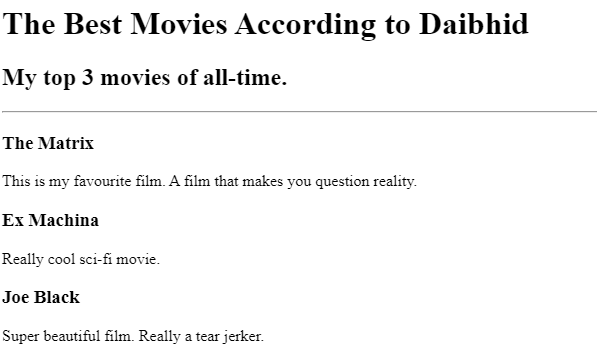 The Best Movies According to Daibhid
My top 3 movies of all-time.
The Matrix
This is my favourite film. A film that makes you question reality.
Ex Machina
Really cool sci-fi movie.
Joe Black
Super beautiful film. Really a tear jerker.